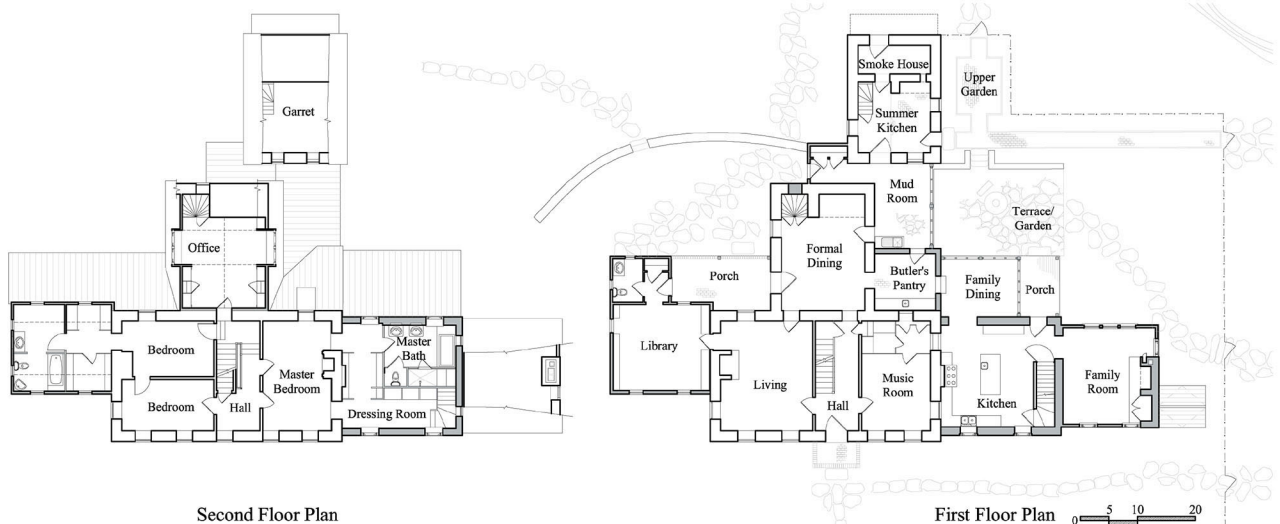 Garret
Office
Bedroom
Bedroom
Hall
Master
Bedroom
Master
Bath
Dressing Room
Second Floor Plan
Smoke House
Summer
Kitchen
Upper
Garden
Mud
Room
Terrace/
Garden
Formal
Dining
Porch
Butler's
Pantry
Family
Dining
Porch
Library
Living
Hall
Music
Room
Kitchen
Family
Room
First Floor Plan
0 5 10 20